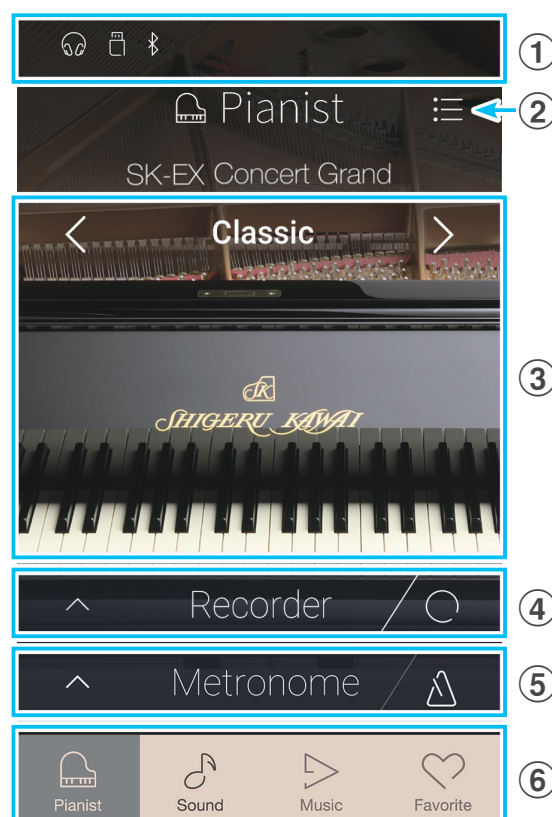 ①
Pianist
②
SK-EX Concert Grand
Classic
SK
SHIGERU KAWAI
③
Recorder
④
Metronome
⑤
Pianist Sound Music Favorite
⑥